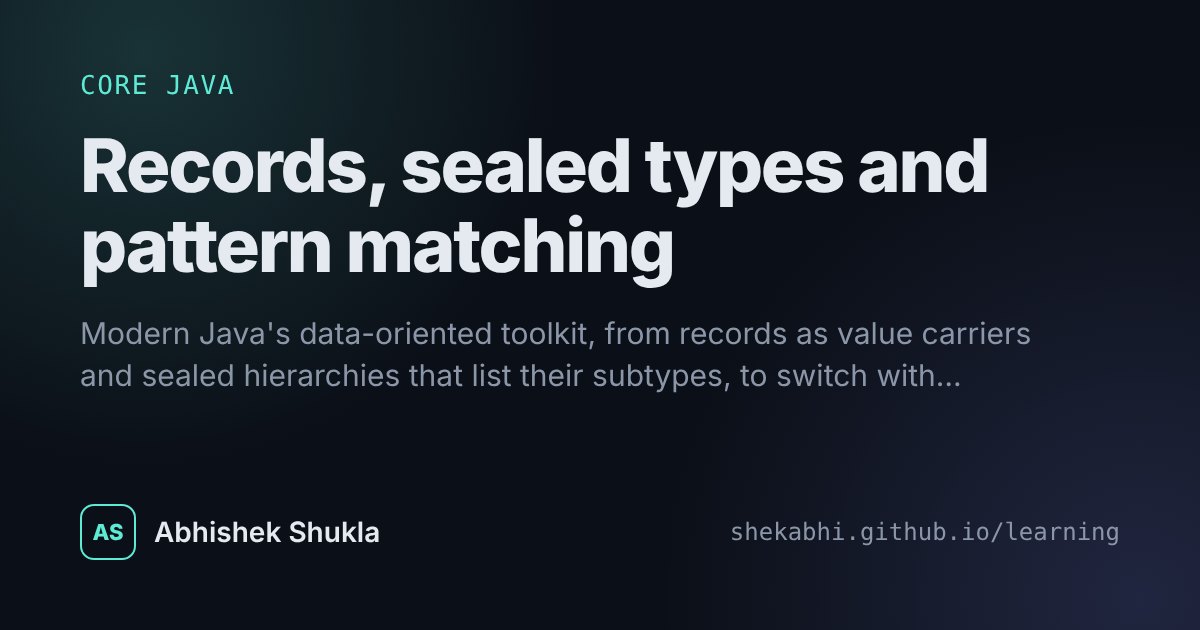 CORE JAVA
Records, sealed types and
pattern matching
Modern Java's data-oriented toolkit, from records as value carriers
and sealed hierarchies that list their subtypes, to switch with…
AS
Abhishek Shukla
shekabhi.github.io/learning